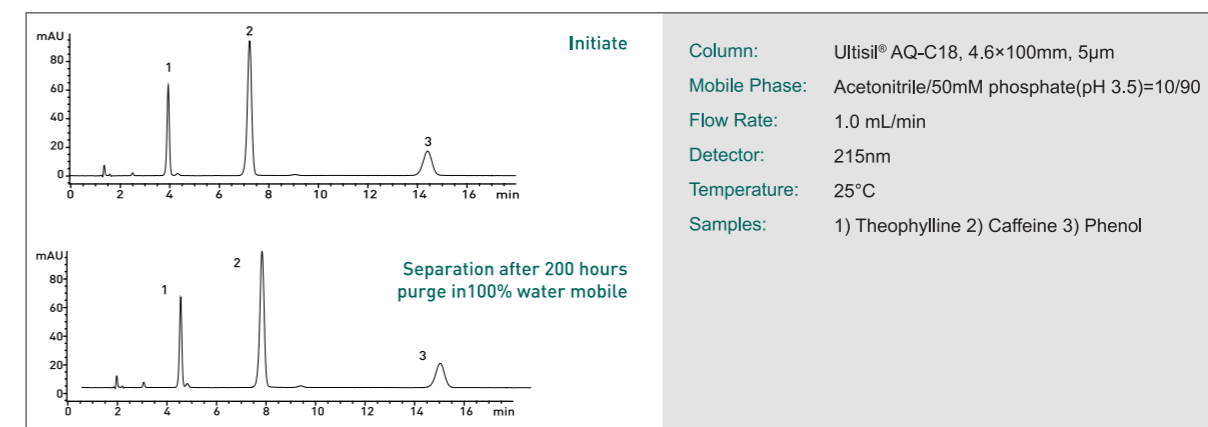 mAU
80
60
40
20
0
1
2
3
2 4 6 8 10 12 14 16 min
Initiate
mAU
80
60
40
20
0
1
2
3
0 2 4 6 8 10 12 14 16 min
Separation after 200 hours
purge in100% water mobile
Column: Ultisil® AQ-C18, 4.6×100mm, 5μm
Mobile Phase: Acetonitrile/50mM phosphate(pH 3.5)=10/90
Flow Rate: 1.0 mL/min
Detector: 215nm
Temperature: 25°C
Samples: 1) Theophylline 2) Caffeine 3) Phenol